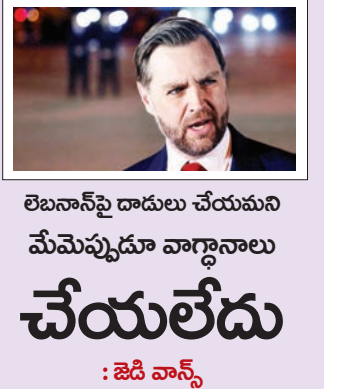 లెబనాన్‌పై దాడులు చేయమని
మేమెప్పుడూ వాగ్దానాలు
చేయలేదు
: జెడి వాన్స్